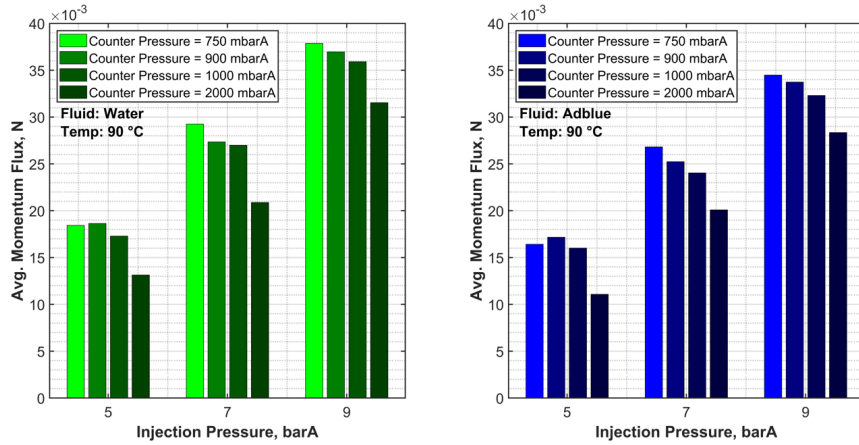 ×10⁻³
40
35
30
25
20
15
10
5
0
Avg. Momentum Flux, N
Counter Pressure = 750 mbarA
Counter Pressure = 900 mbarA
Counter Pressure = 1000 mbarA
Counter Pressure = 2000 mbarA
Fluid: Water
Temp: 90 °C
5 7 9
Injection Pressure, barA
×10⁻³
40
35
30
25
20
15
10
5
0
Avg. Momentum Flux, N
Counter Pressure = 750 mbarA
Counter Pressure = 900 mbarA
Counter Pressure = 1000 mbarA
Counter Pressure = 2000 mbarA
Fluid: Adblue
Temp: 90 °C
5 7 9
Injection Pressure, barA